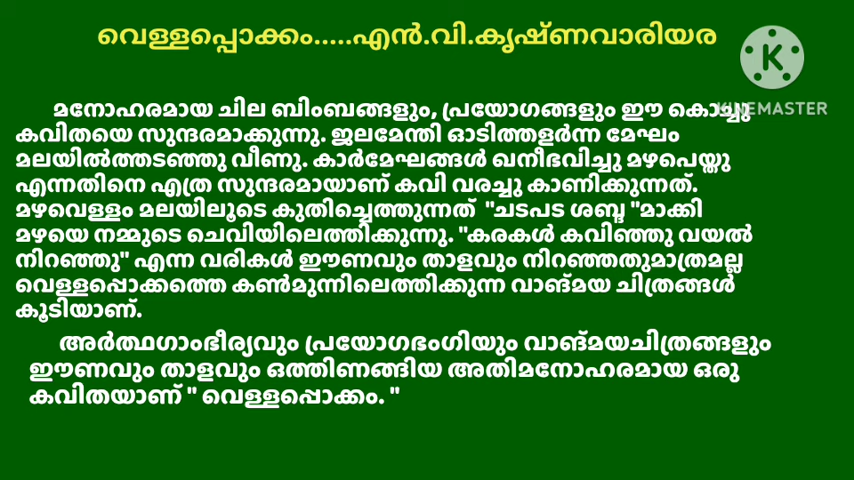 വെള്ളപ്പൊക്കം.....എൻ.വി.കൃഷ്ണവാരിയര
KINEMASTER
മനോഹരമായ ചില ബിംബങ്ങളും, പ്രയോഗങ്ങളും ഈ കൊച്ചു
കവിതയെ സുന്ദരമാക്കുന്നു. ജലമേന്തി ഓടിത്തളർന്ന മേഘം
മലയിൽത്തടഞ്ഞു വീണു. കാർമേഘങ്ങൾ ഖനീഭവിച്ചു മഴപെയ്തു
എന്നതിനെ എത്ര സുന്ദരമായാണ് കവി വരച്ചു കാണിക്കുന്നത്.
മഴവെള്ളം മലയിലൂടെ കുതിച്ചെത്തുന്നത് "ചടപട ശബ്ദ "മാക്കി
മഴയെ നമ്മുടെ ചെവിയിലെത്തിക്കുന്നു. "കരകൾ കവിഞ്ഞു വയൽ
നിറഞ്ഞു" എന്ന വരികൾ ഈണവും താളവും നിറഞ്ഞതുമാത്രമല്ല
വെള്ളപ്പൊക്കത്തെ കൺമുന്നിലെത്തിക്കുന്ന വാങ്മയ ചിത്രങ്ങൾ
കൂടിയാണ്.
അർത്ഥഗാംഭീര്യവും പ്രയോഗഭംഗിയും വാങ്മയചിത്രങ്ങളും
ഈണവും താളവും ഒത്തിണങ്ങിയ അതിമനോഹരമായ ഒരു
കവിതയാണ് " വെള്ളപ്പൊക്കം. "